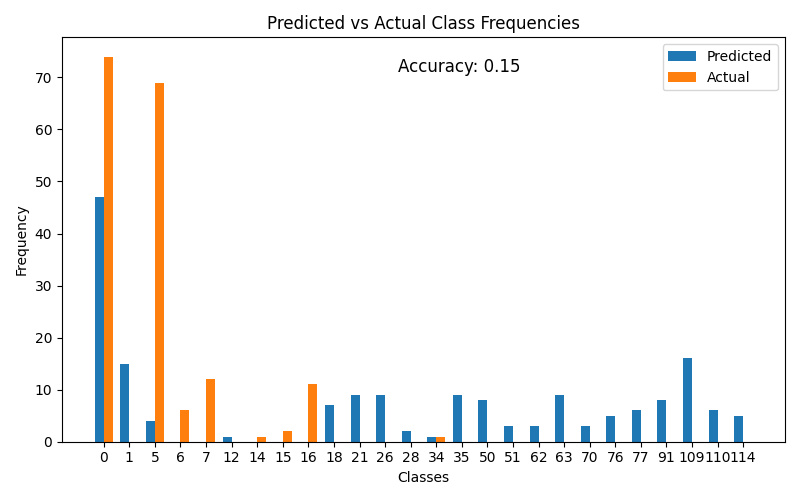 Predicted vs Actual Class Frequencies
Accuracy: 0.15
Predicted
Actual
Frequency
70
60
50
40
30
20
10
0
0 1 5 6 7 12 14 15 16 18 21 26 28 34 35 50 51 62 63 70 76 77 91 109 110 114
Classes